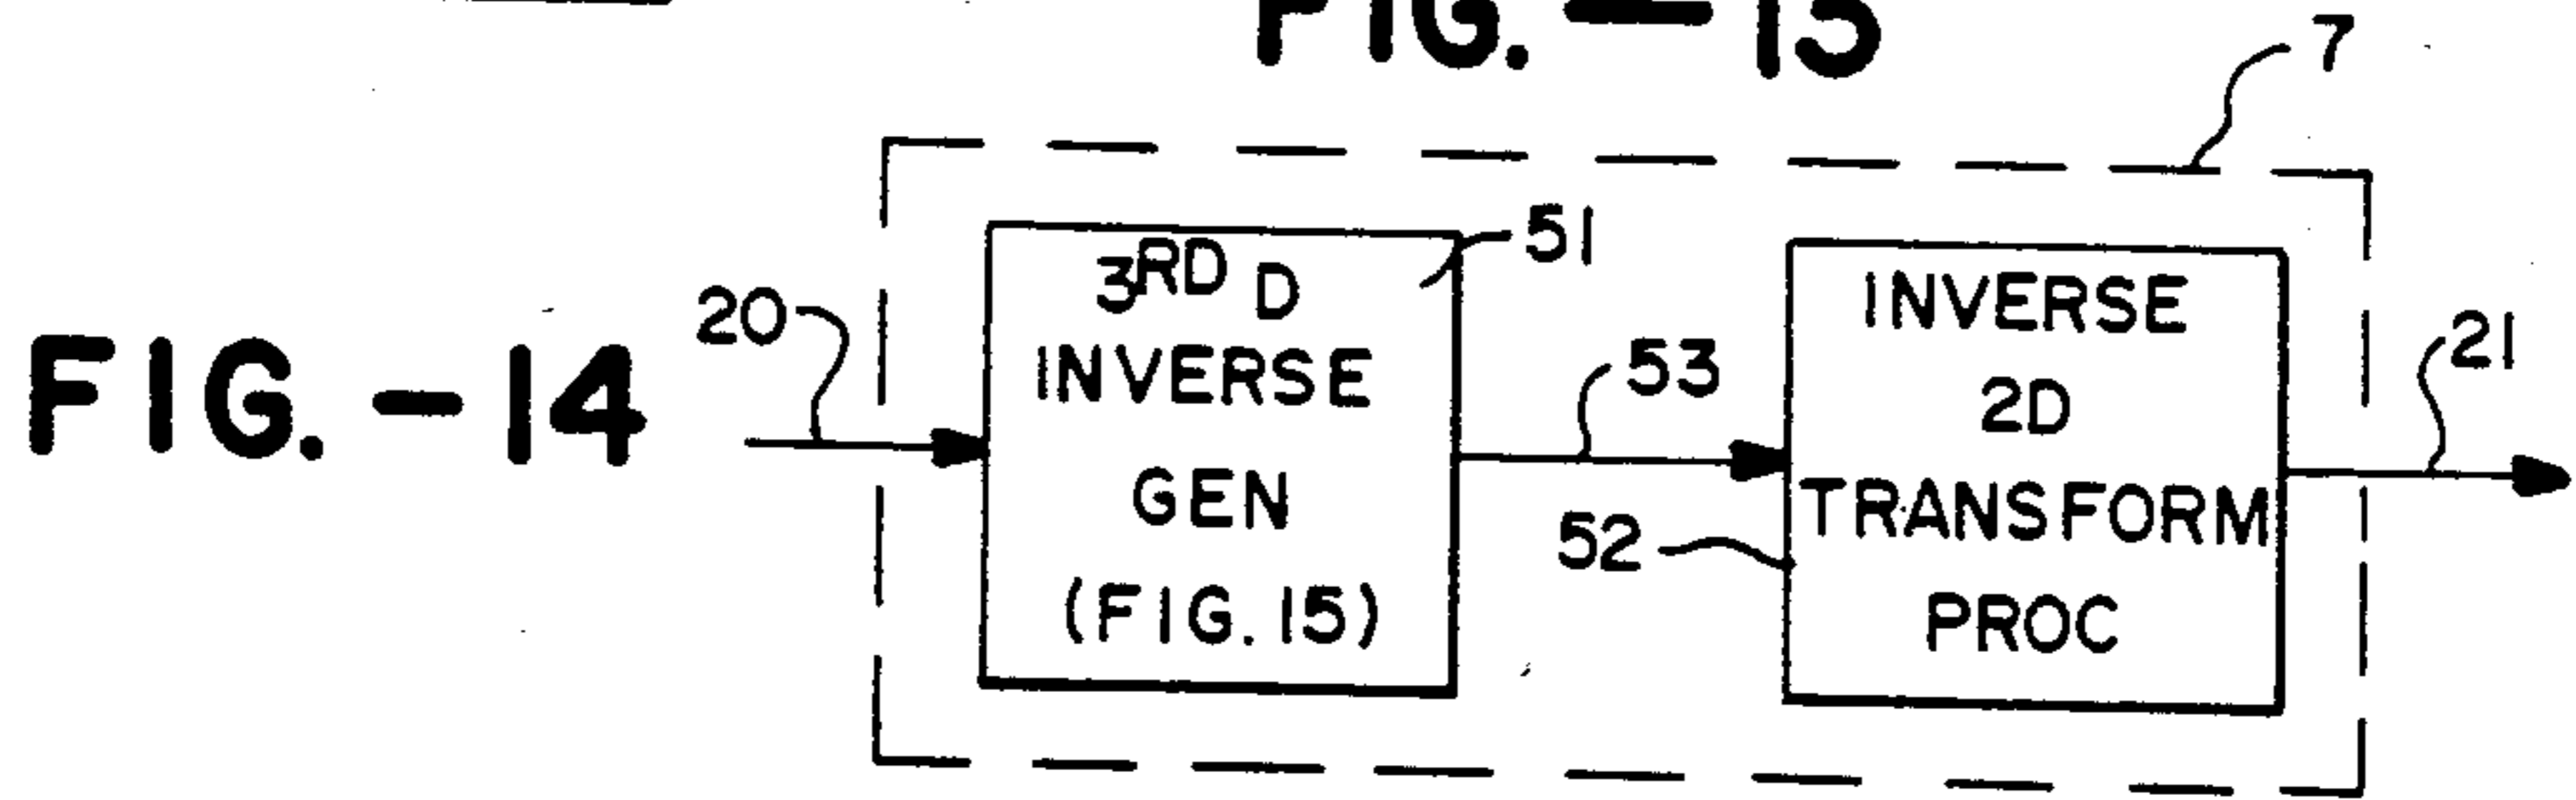 FIG.-13
7
3RD D
INVERSE
GEN
(FIG. 15)
51
20
53
INVERSE
2D
TRANSFORM
PROC
52
21
FIG.-14